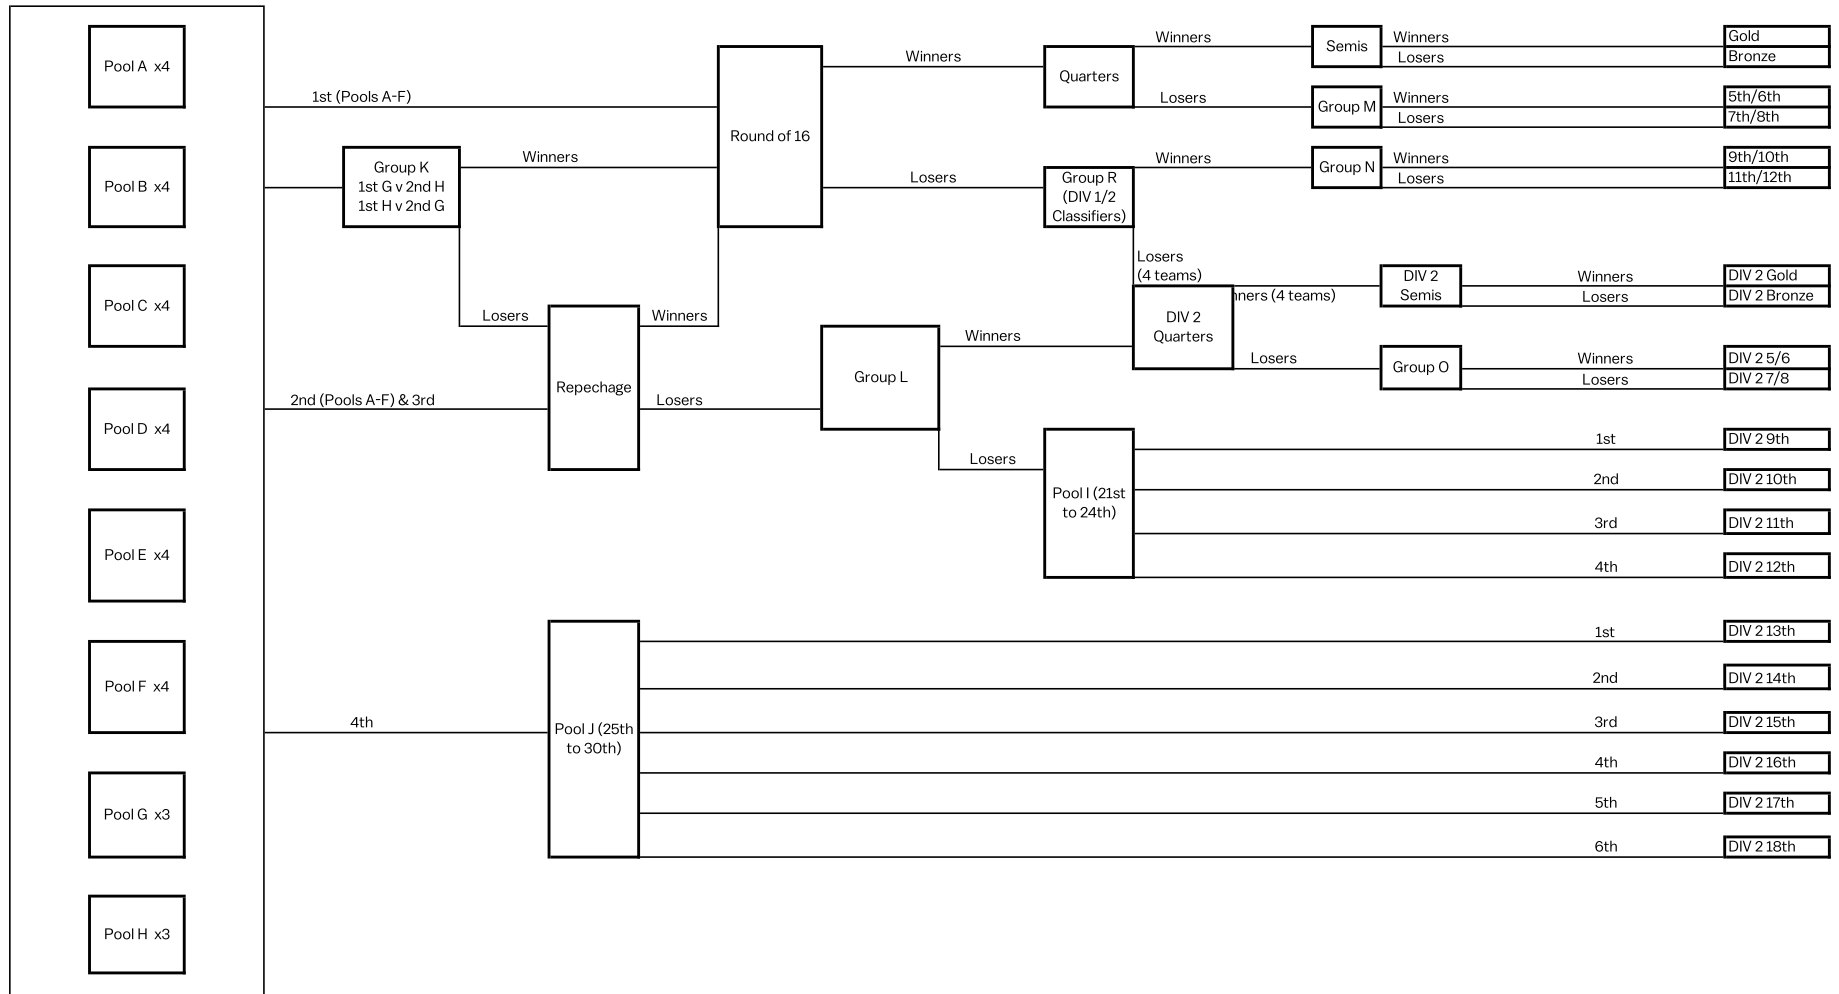 Pool A x4
Pool B x4
Pool C x4
Pool D x4
Pool E x4
Pool F x4
Pool G x3
Pool H x3
1st (Pools A-F)
Group K
1st G v 2nd H
1st H v 2nd G
Winners
Losers
2nd (Pools A-F) & 3rd
4th
Repechage
Winners
Losers
Pool J (25th
to 30th)
Round of 16
Winners
Losers
Group L
Winners
Losers
Quarters
Winners
Losers
Group R
(DIV 1/2
Classifiers)
Winners
Losers
(4 teams)
DIV 2
Quarters
(4 teams)
Losers
Pool I (21st
to 24th)
Semis
Winners
Losers
Group M
Winners
Losers
Group N
Winners
Losers
DIV 2
Semis
Winners
Losers
Group O
Winners
Losers
1st
2nd
3rd
4th
1st
2nd
3rd
4th
5th
6th
Gold
Bronze
5th/6th
7th/8th
9th/10th
11th/12th
DIV 2 Gold
DIV 2 Bronze
DIV 2 5/6
DIV 2 7/8
DIV 2 9th
DIV 2 10th
DIV 2 11th
DIV 2 12th
DIV 2 13th
DIV 2 14th
DIV 2 15th
DIV 2 16th
DIV 2 17th
DIV 2 18th